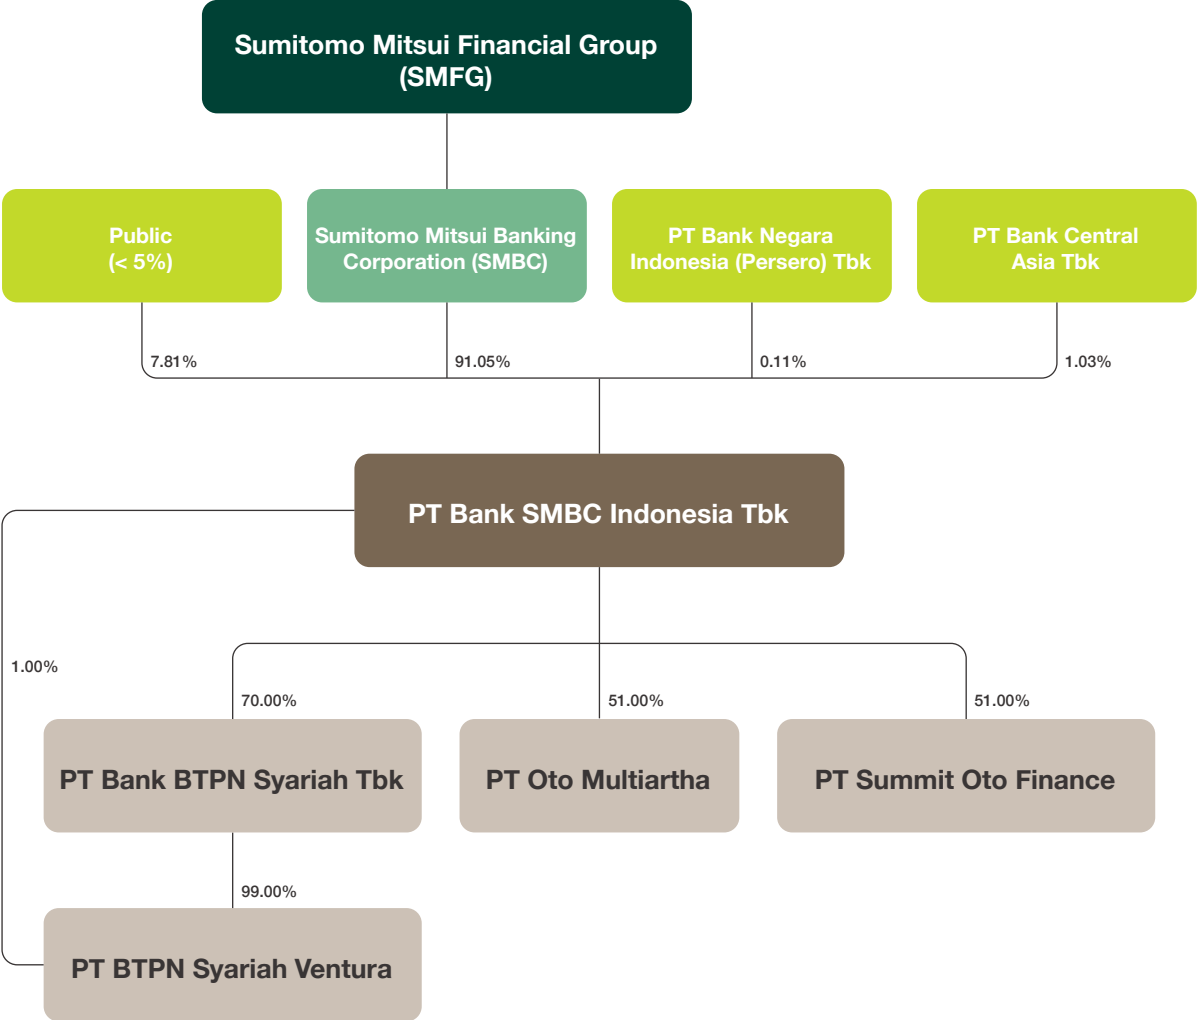 Sumitomo Mitsui Financial Group
(SMFG)
Public
(< 5%)
Sumitomo Mitsui Banking
Corporation (SMBC)
PT Bank Negara
Indonesia (Persero) Tbk
PT Bank Central
Asia Tbk
7.81%
91.05%
0.11%
1.03%
PT Bank SMBC Indonesia Tbk
1.00%
70.00%
51.00%
51.00%
PT Bank BTPN Syariah Tbk
PT Oto Multiartha
PT Summit Oto Finance
99.00%
PT BTPN Syariah Ventura